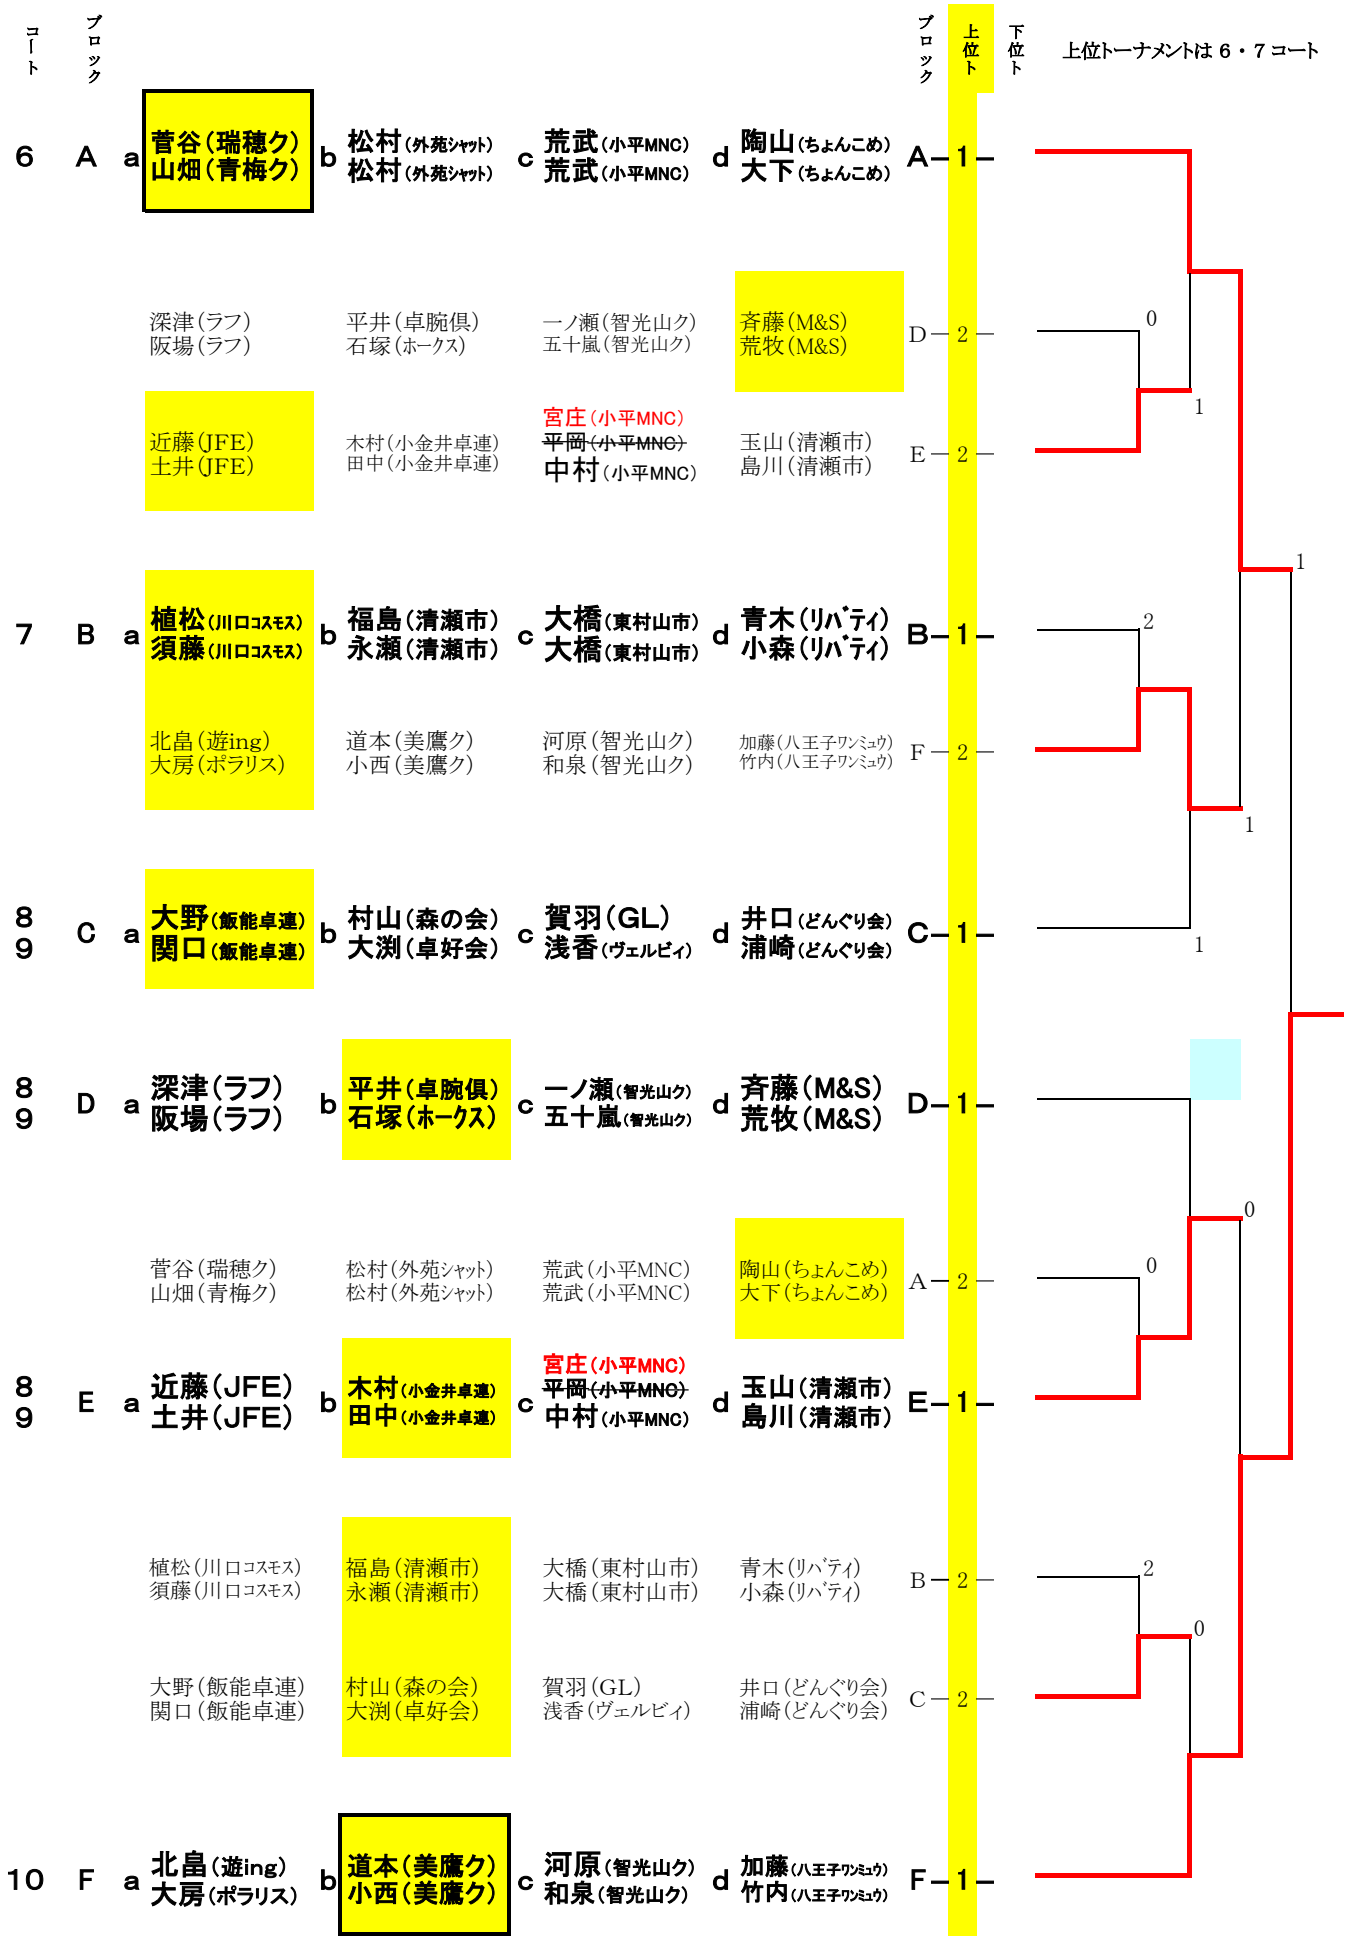 コート ブロック ブロック 上位ト 下位ト 上位トーナメントは 6・7 コート
6 A a 菅谷(瑞穂ク) b 松村(外苑シャット) c 荒武(小平MNC) d 陶山(ちょんこめ) A 1
山畑(青梅ク) 松村(外苑シャット) 荒武(小平MNC) 大下(ちょんこめ)
深津(ラフ) 平井(卓腕倶) 一ノ瀬(智光山ク) 斉藤(M&S) D 2 0
阪場(ラフ) 石塚(ホークス) 五十嵐(智光山ク) 荒牧(M&S)
1
宮庄(小平MNC)
近藤(JFE) 木村(小金井卓連) 平岡(小平MNC) 玉山(清瀬市) E 2
土井(JFE) 田中(小金井卓連) 中村(小平MNC) 島川(清瀬市)
1
7 B a 植松(川口コスモス) b 福島(清瀬市) c 大橋(東村山市) d 青木(リバティ) B 1 2
須藤(川口コスモス) 永瀬(清瀬市) 大橋(東村山市) 小森(リバティ)
北畠(遊ing) 道本(美鷹ク) 河原(智光山ク) 加藤(八王子ワンミュウ) F 2
大房(ポラリス) 小西(美鷹ク) 和泉(智光山ク) 竹内(八王子ワンミュウ)
1
8 C a 大野(飯能卓連) b 村山(森の会) c 賀羽(GL) d 井口(どんぐり会) C 1
9 関口(飯能卓連) 大渕(卓好会) 浅香(ヴェルビィ) 浦崎(どんぐり会)
1
8 D a 深津(ラフ) b 平井(卓腕倶) c 一ノ瀬(智光山ク) d 斉藤(M&S) D 1
9 阪場(ラフ) 石塚(ホークス) 五十嵐(智光山ク) 荒牧(M&S)
0
菅谷(瑞穂ク) 松村(外苑シャット) 荒武(小平MNC) 陶山(ちょんこめ) A 2 0
山畑(青梅ク) 松村(外苑シャット) 荒武(小平MNC) 大下(ちょんこめ)
宮庄(小平MNC)
8 E a 近藤(JFE) b 木村(小金井卓連) c 平岡(小平MNC) d 玉山(清瀬市) E 1
9 土井(JFE) 田中(小金井卓連) 中村(小平MNC) 島川(清瀬市)
植松(川口コスモス) 福島(清瀬市) 大橋(東村山市) 青木(リバティ) B 2 2
須藤(川口コスモス) 永瀬(清瀬市) 大橋(東村山市) 小森(リバティ)
0
大野(飯能卓連) 村山(森の会) 賀羽(GL) 井口(どんぐり会) C 2
関口(飯能卓連) 大渕(卓好会) 浅香(ヴェルビィ) 浦崎(どんぐり会)
10 F a 北畠(遊ing) b 道本(美鷹ク) c 河原(智光山ク) d 加藤(八王子ワンミュウ) F 1
大房(ポラリス) 小西(美鷹ク) 和泉(智光山ク) 竹内(八王子ワンミュウ)